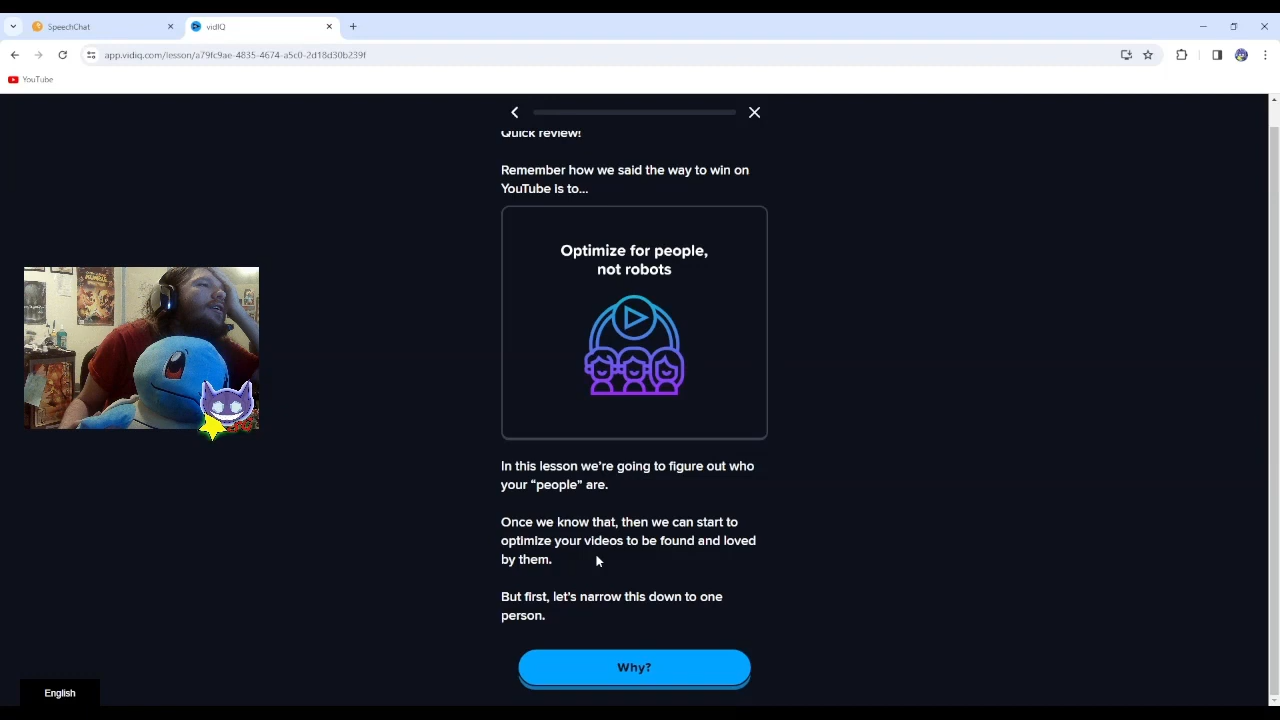 SpeechChat
vidIQ
app.vidiq.com/lesson/a79fc9ae-4835-4674-a5c0-2d18d30b239f
YouTube
Quick review!
Remember how we said the way to win on
YouTube is to...
Optimize for people,
not robots
In this lesson we're going to figure out who
your “people” are.
Once we know that, then we can start to
optimize your videos to be found and loved
by them.
But first, let's narrow this down to one
person.
Why?
English